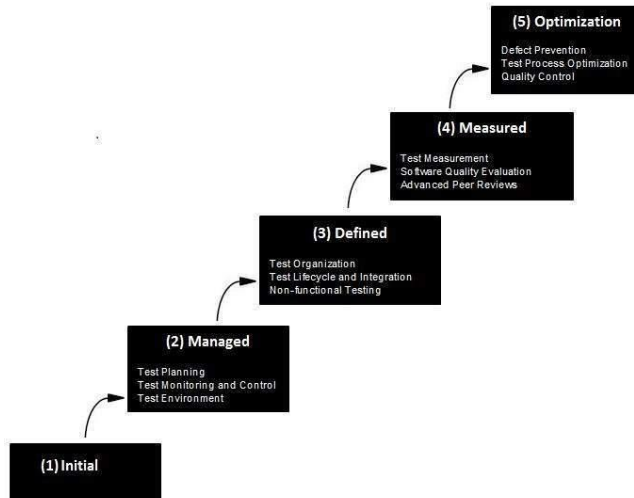 (5) Optimization
Defect Prevention
Test Process Optimization
Quality Control
(4) Measured
Test Measurement
Software Quality Evaluation
Advanced Peer Reviews
(3) Defined
Test Organization
Test Lifecycle and Integration
Non-functional Testing
(2) Managed
Test Planning
Test Monitoring and Control
Test Environment
(1) Initial